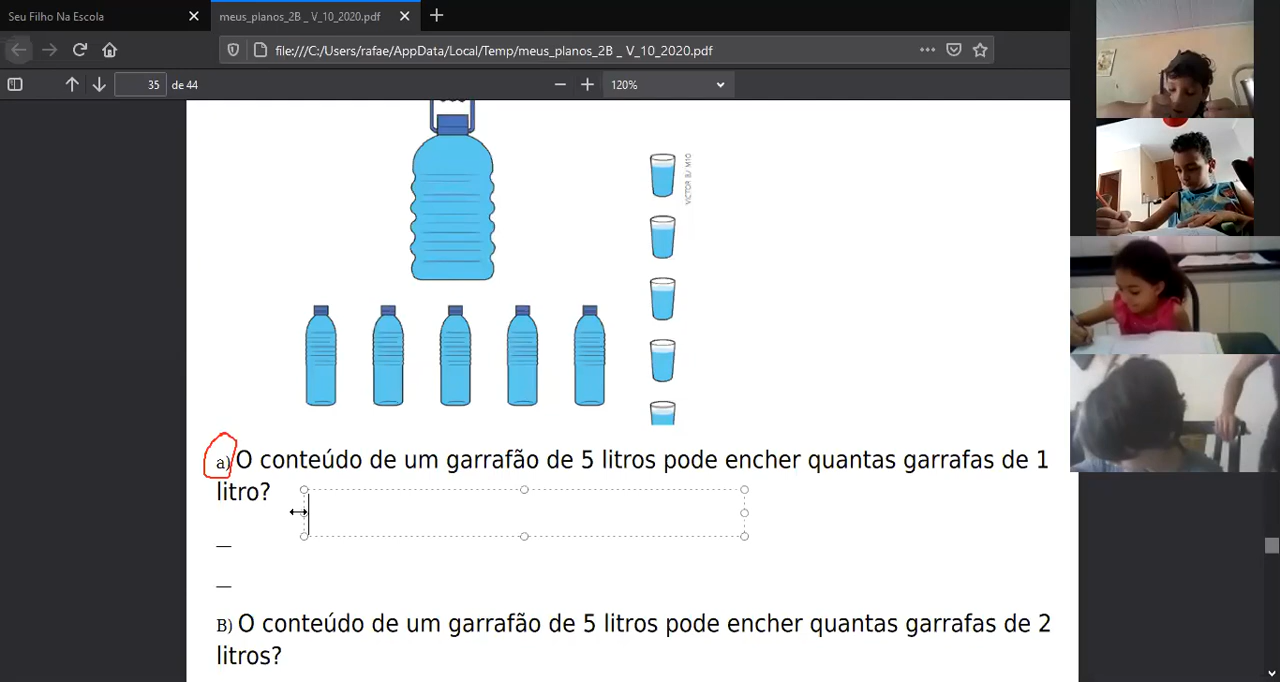 Seu Filho Na Escola
meus_planos_2B _ V_10_2020.pdf
file:///C:/Users/rafae/AppData/Local/Temp/meus_planos_2B _ V_10_2020.pdf
35 de 44
120%
VICTOR B/ M10
a) O conteúdo de um garrafão de 5 litros pode encher quantas garrafas de 1
litro?
B) O conteúdo de um garrafão de 5 litros pode encher quantas garrafas de 2
litros?